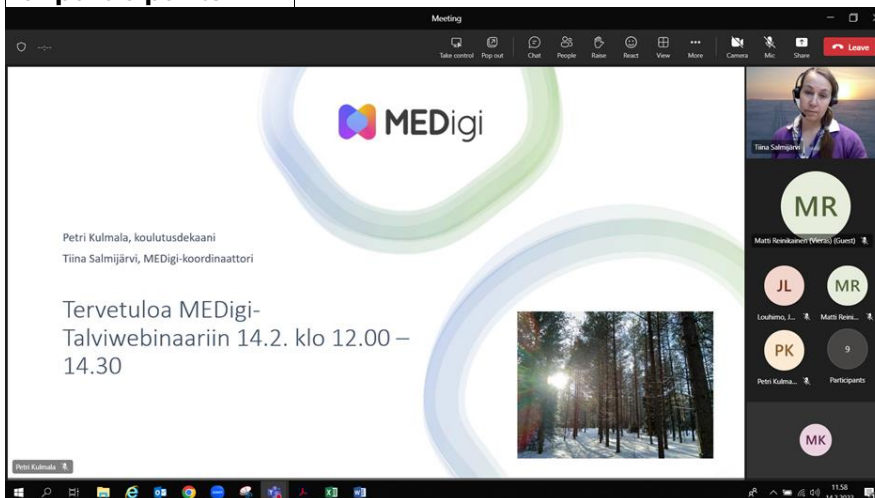 Meeting
--:--
Take control
Pop out
Chat
People
Raise
React
View
More
Camera
Mic
Share
Leave
MEDigi
Petri Kulmala, koulutusdekaani
Tiina Salmijärvi, MEDigi-koordinaattori
Tervetuloa MEDigi-
Talviwebinaariin 14.2. klo 12.00 –
14.30
Petri Kulmala
Tiina Salmijärvi
MR
Matti Reinikainen (Vieras) (Guest)
JL
MR
Louhimo, J...
Matti Reini...
PK
9
Petri Kulma...
Participants
MK
11.58